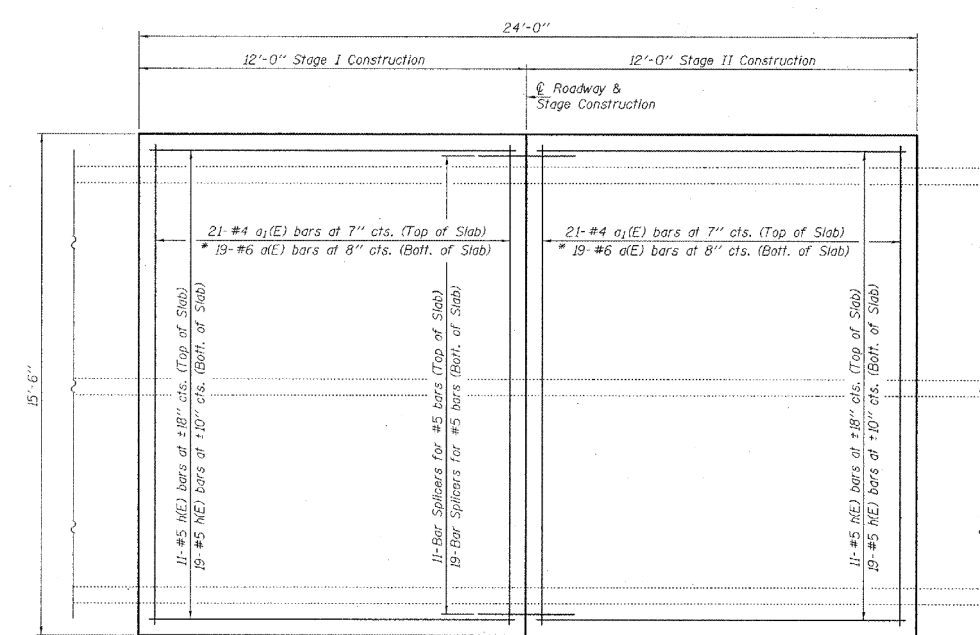 24'-0"
12'-0" Stage I Construction
12'-0" Stage II Construction
℄ Roadway &
Stage Construction
21-#4 a1(E) bars at 7" cts. (Top of Slab)
* 19-#6 a(E) bars at 8" cts. (Bott. of Slab)
21-#4 a1(E) bars at 7" cts. (Top of Slab)
* 19-#6 a(E) bars at 8" cts. (Bott. of Slab)
15'-6"
11-#5 h(E) bars at ±18" cts. (Top of Slab)
19-#5 h(E) bars at ±10" cts. (Bott. of Slab)
11-Bar Splicers for #5 bars (Top of Slab)
19-Bar Splicers for #5 bars (Bott. of Slab)
11-#5 h(E) bars at ±18" cts. (Top of Slab)
19-#5 h(E) bars at ±10" cts. (Bott. of Slab)